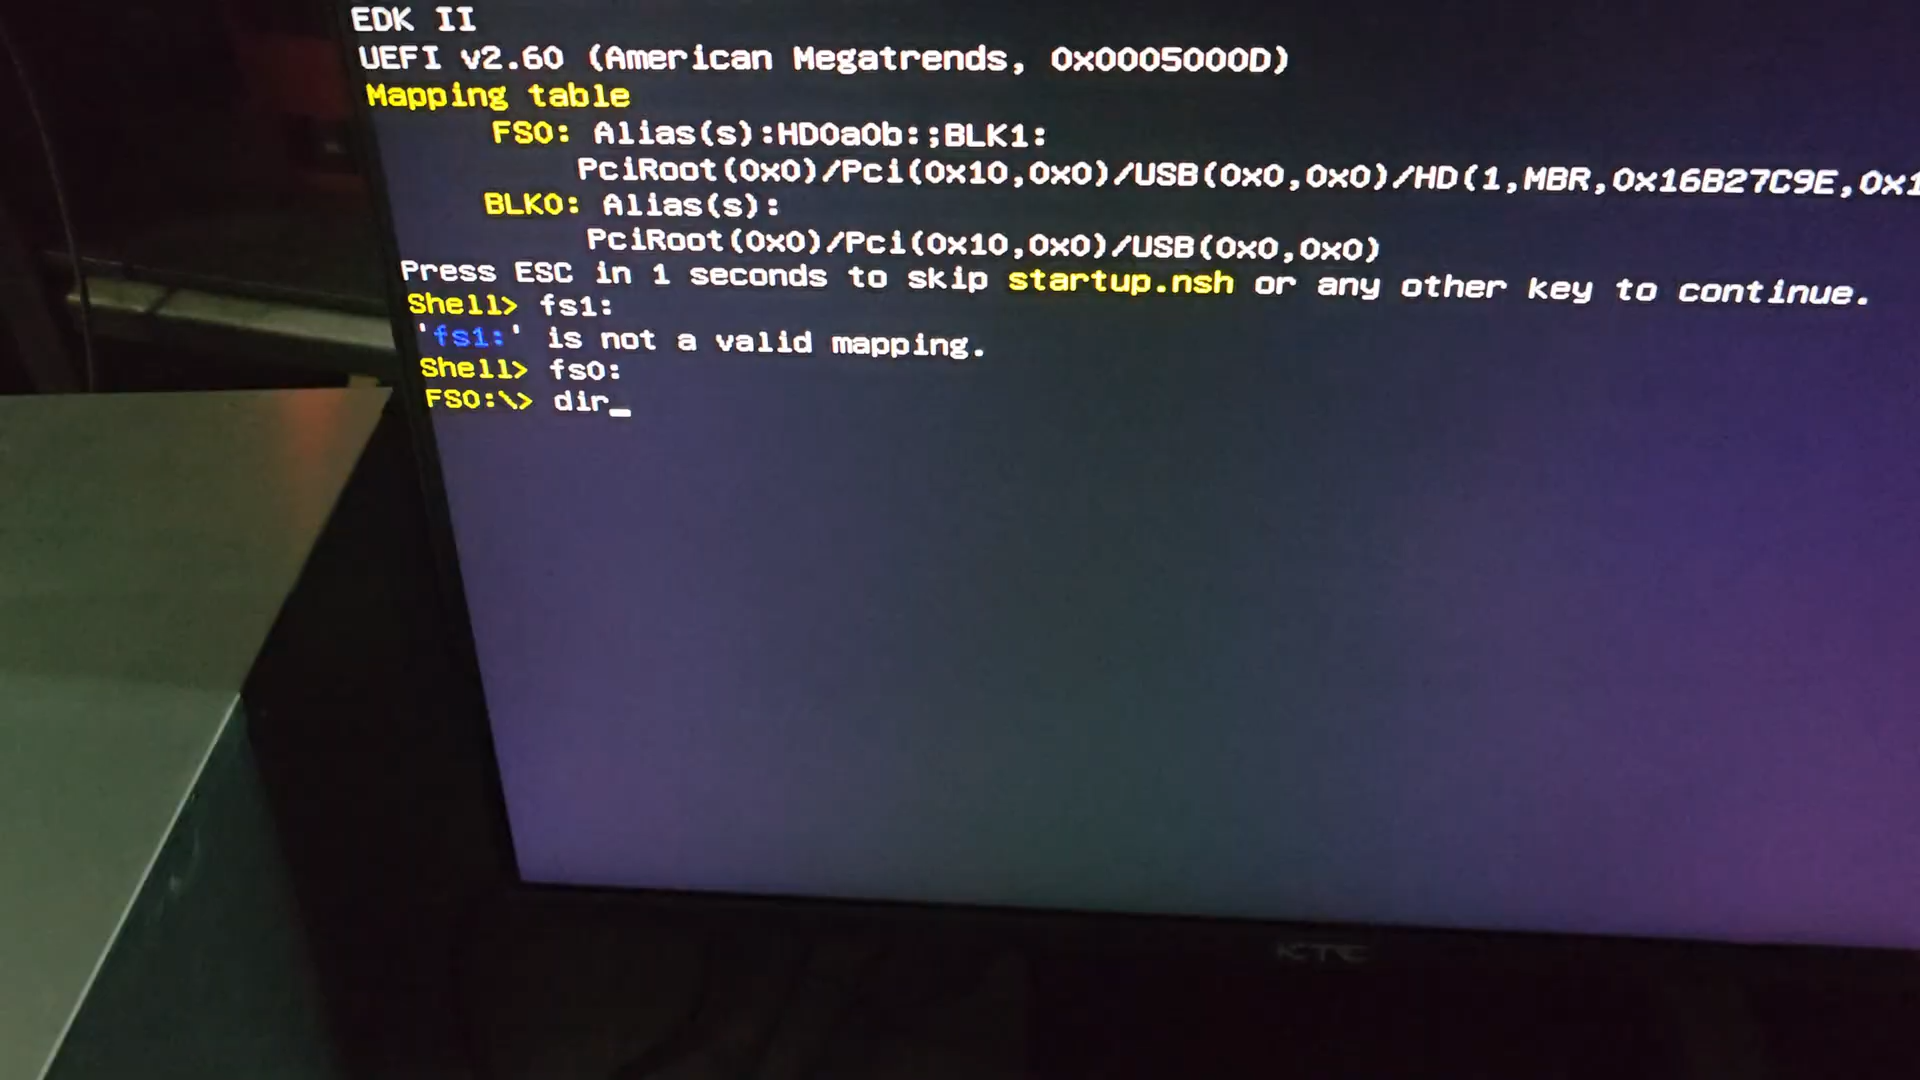 EDK II
UEFI v2.60 (American Megatrends, 0x0005000D)
Mapping table
FS0: Alias(s):HD0a0b:;BLK1:
PciRoot(0x0)/Pci(0x10,0x0)/USB(0x0,0x0)/HD(1,MBR,0x16B27C9E,0x1
BLK0: Alias(s):
PciRoot(0x0)/Pci(0x10,0x0)/USB(0x0,0x0)
Press ESC in 1 seconds to skip startup.nsh or any other key to continue.
Shell> fs1:
'fs1:' is not a valid mapping.
Shell> fs0:
FS0:\> dir_
KTC